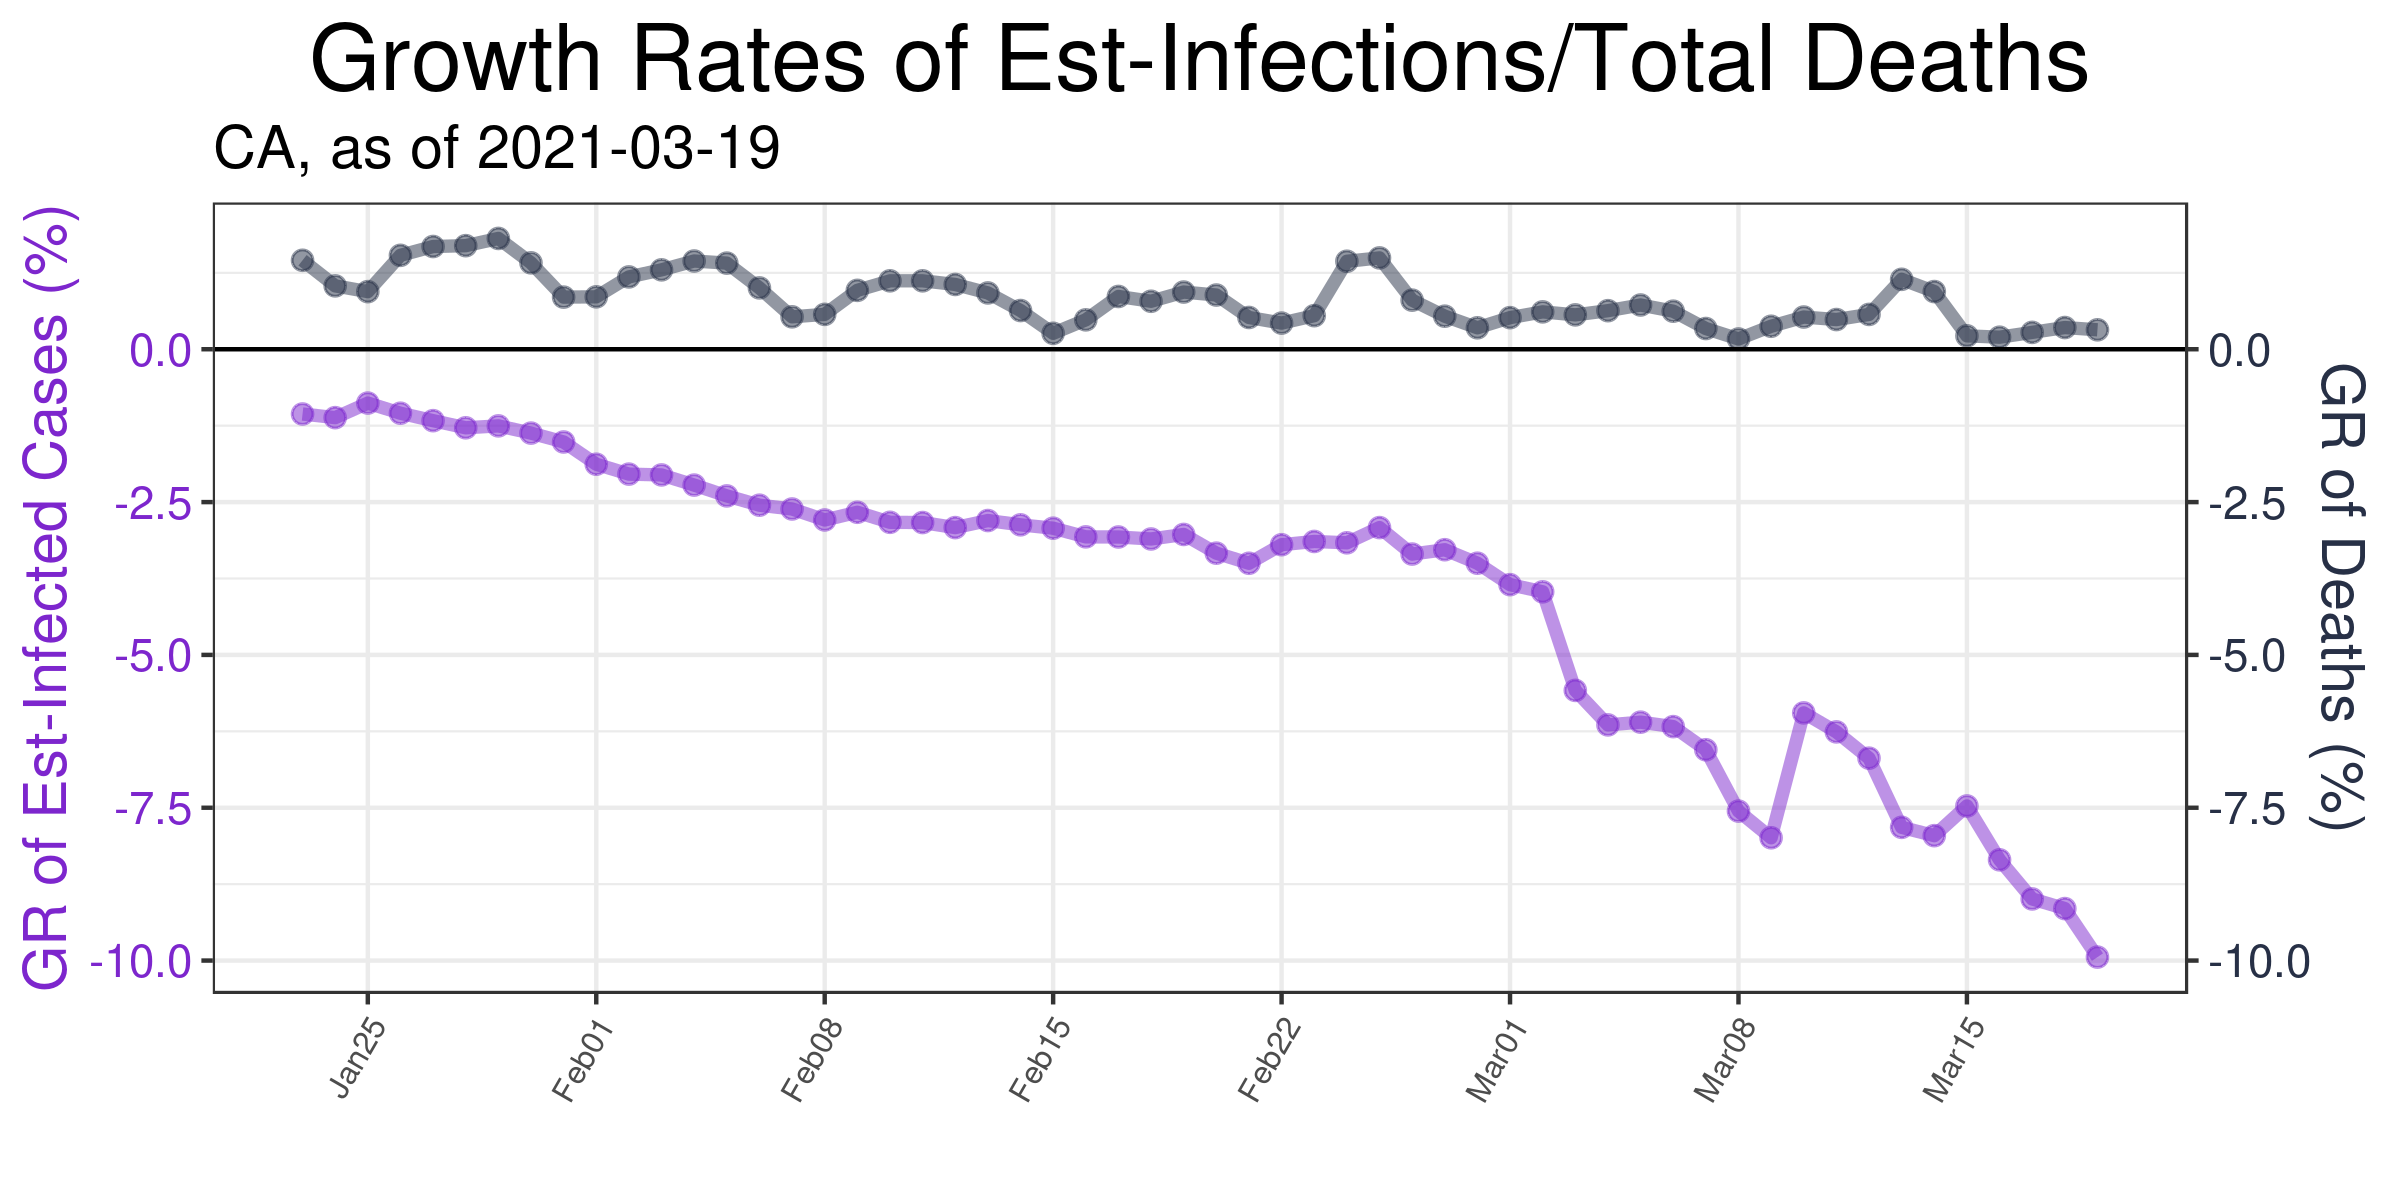 Growth Rates of Est-Infections/Total Deaths
CA, as of 2021-03-19
GR of Est-Infected Cases (%)
0.0
-2.5
-5.0
-7.5
-10.0
0.0
-2.5
-5.0
-7.5
-10.0
GR of Deaths (%)
Jan25
Feb01
Feb08
Feb15
Feb22
Mar01
Mar08
Mar15